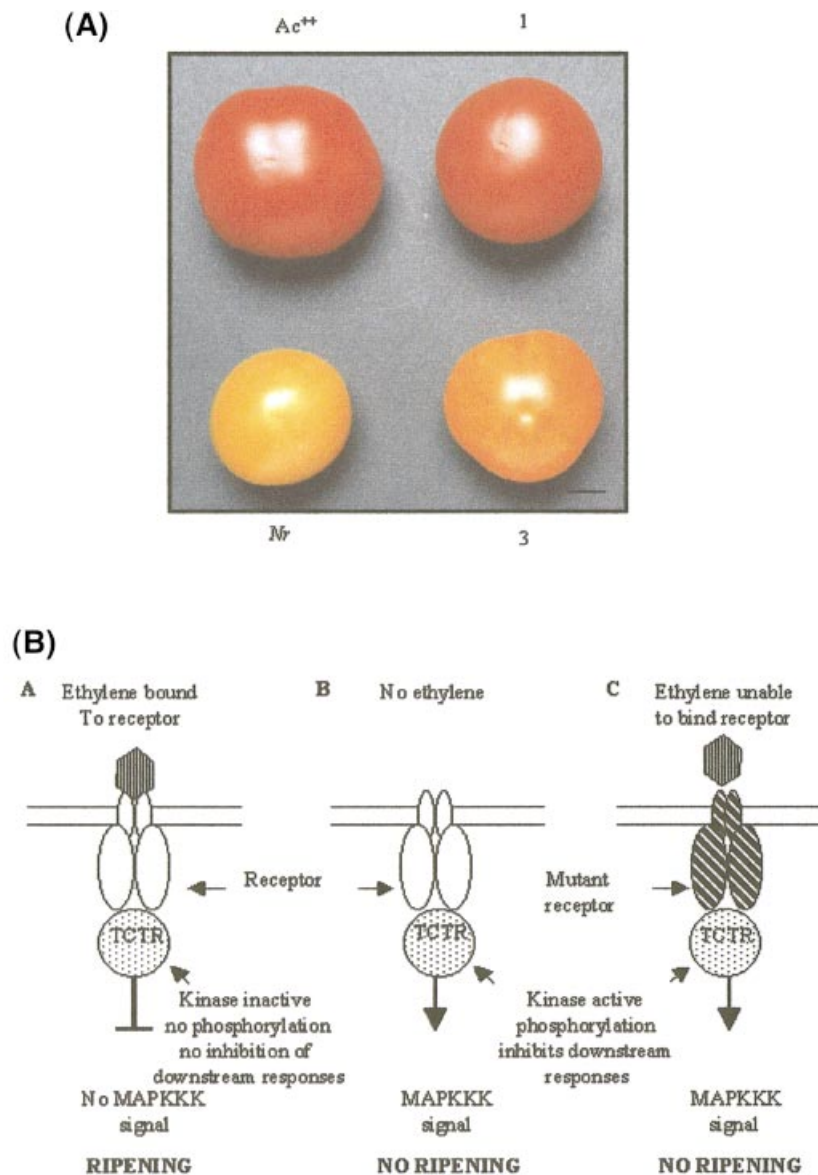 (A)
Ac++ 1
Nr 3
(B)
A Ethylene bound
To receptor
B No ethylene
C Ethylene unable
to bind receptor
Receptor
Mutant
receptor
TCTR
TCTR
TCTR
Kinase inactive
no phosphorylation
no inhibition of
downstream responses
Kinase active
phosphorylation
inhibits downstream
responses
No MAPKKK
signal
MAPKKK
signal
MAPKKK
signal
RIPENING
NO RIPENING
NO RIPENING